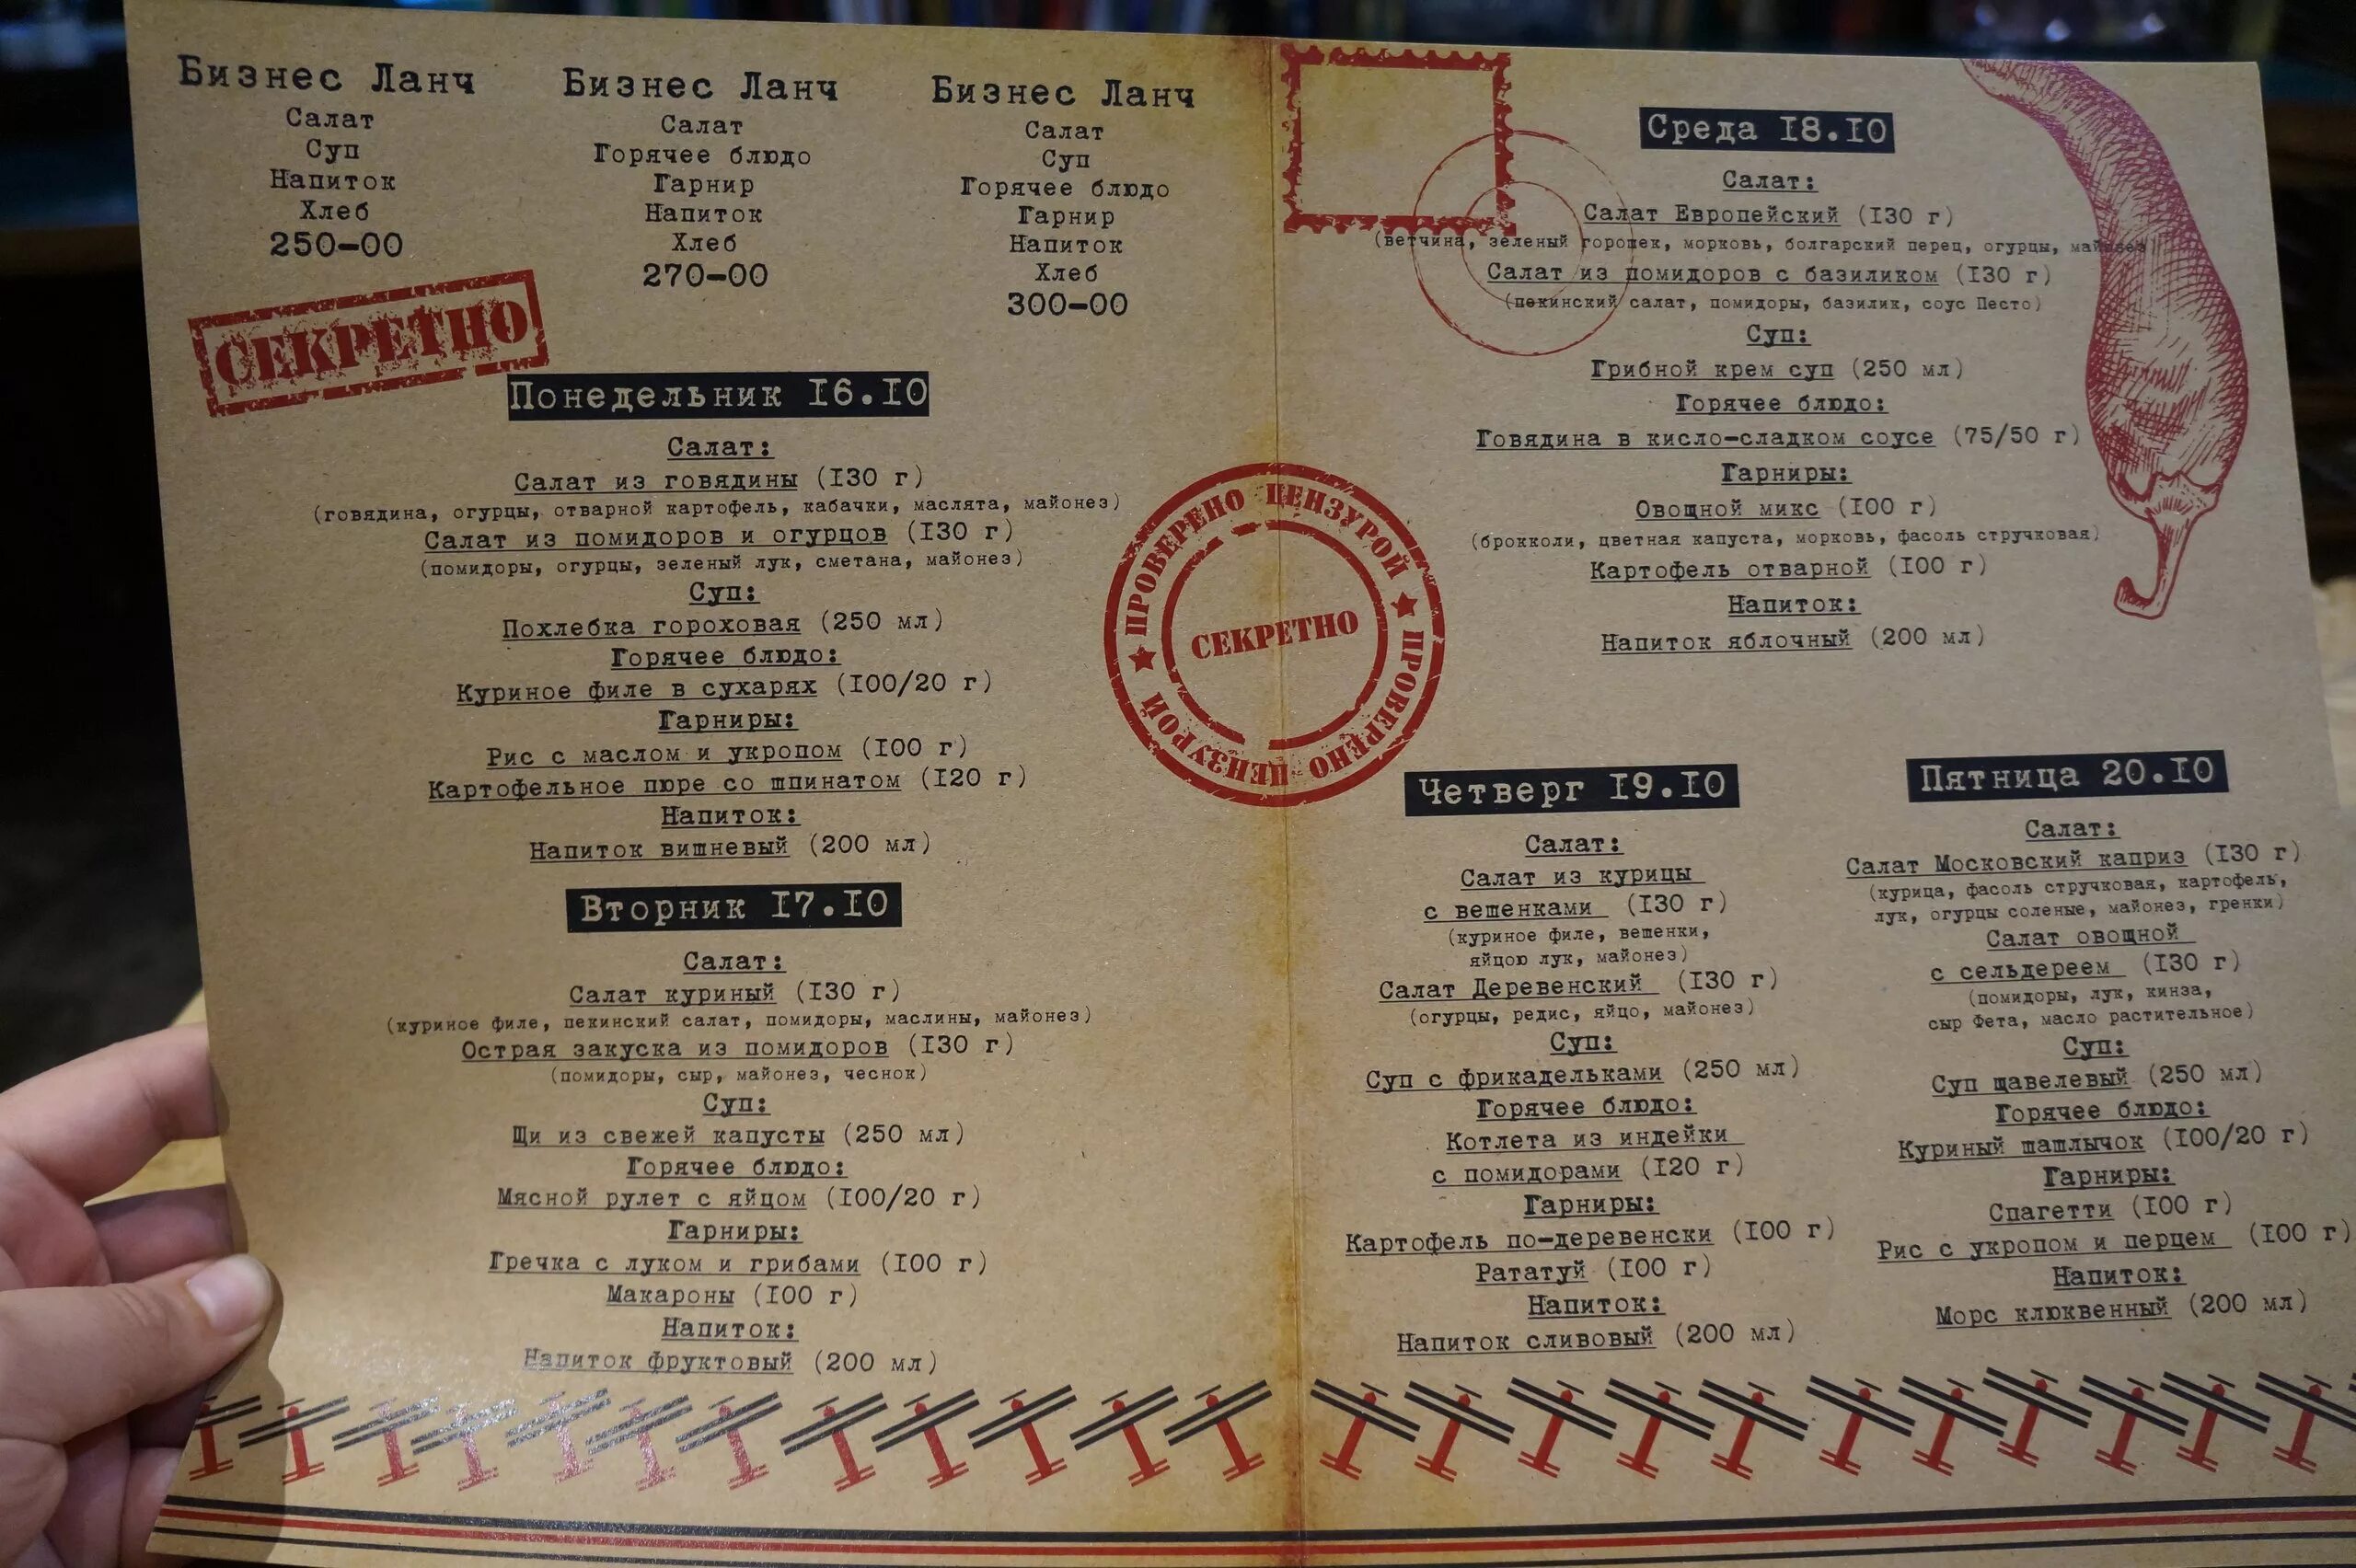 Бизнес Ланч
Салат
Суп
Напиток
Хлеб
250-00
Бизнес Ланч
Салат
Горячее блюдо
Гарнир
Напиток
Хлеб
270-00
Бизнес Ланч
Салат
Суп
Горячее блюдо
Гарнир
Напиток
Хлеб
300-00
СЕКРЕТНО
Понедельник 16.10
Салат:
Салат из говядины (130 г)
(говядина, огурцы, отварной картофель, кабачки, маслята, майонез)
Салат из помидоров и огурцов (130 г)
(помидоры, огурцы, зеленый лук, сметана, майонез)
Суп:
Похлебка гороховая (250 мл)
Горячее блюдо:
Куриное филе в сухарях (100/20 г)
Гарниры:
Рис с маслом и укропом (100 г)
Картофельное пюре со шпинатом (120 г)
Напиток:
Напиток вишневый (200 мл)
Вторник 17.10
Салат:
Салат куриный (130 г)
(куриное филе, пекинский салат, помидоры, маслины, майонез)
Острая закуска из помидоров (130 г)
(помидоры, сыр, майонез, чеснок)
Суп:
Щи из свежей капусты (250 мл)
Горячее блюдо:
Мясной рулет с яйцом (100/20 г)
Гарниры:
Гречка с луком и грибами (100 г)
Макароны (100 г)
Напиток:
Напиток фруктовый (200 мл)
ПРОВЕРЕНО ЦЕНЗУРОЙ ★ ПРОВЕРЕНО ЦЕНЗУРОЙ ★
СЕКРЕТНО
Среда 18.10
Салат:
Салат Европейский (130 г)
(ветчина, зеленый горошек, морковь, болгарский перец, огурцы, майонез
Салат из помидоров с базиликом (130 г)
(пекинский салат, помидоры, базилик, соус Песто)
Суп:
Грибной крем суп (250 мл)
Горячее блюдо:
Говядина в кисло-сладком соусе (75/50 г)
Гарниры:
Овощной микс (100 г)
(брокколи, цветная капуста, морковь, фасоль стручковая)
Картофель отварной (100 г)
Напиток:
Напиток яблочный (200 мл)
Четверг 19.10
Салат:
Салат из курицы
с вешенками (130 г)
(куриное филе, вешенки,
яйцою лук, майонез)
Салат Деревенский (130 г)
(огурцы, редис, яйцо, майонез)
Суп:
Суп с фрикадельками (250 мл)
Горячее блюдо:
Котлета из индейки
с помидорами (120 г)
Гарниры:
Картофель по-деревенски (100 г)
Рататуй (100 г)
Напиток:
Напиток сливовый (200 мл)
Пятница 20.10
Салат:
Салат Московский каприз (130 г)
(курица, фасоль стручковая, картофель,
лук, огурцы соленые, майонез, гренки)
Салат овощной
с сельдереем (130 г)
(помидоры, лук, кинза,
сыр Фета, масло растительное)
Суп:
Суп щавелевый (250 мл)
Горячее блюдо:
Куриный шашлычок (100/20 г)
Гарниры:
Спагетти (100 г)
Рис с укропом и перцем (100 г)
Напиток:
Морс клюквенный (200 мл)